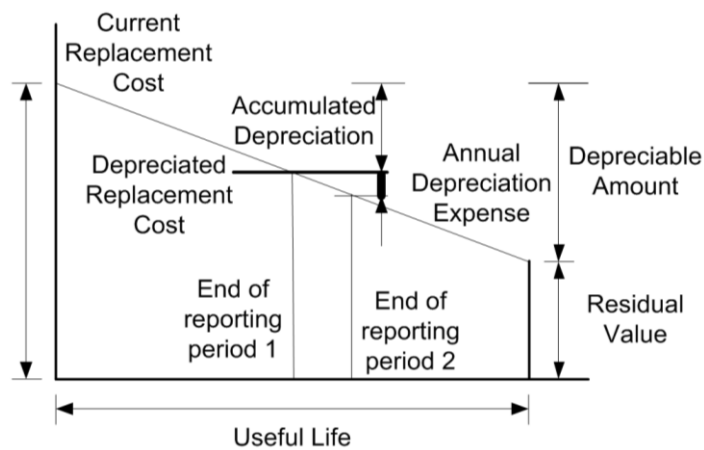 Current
Replacement
Cost
Accumulated
Depreciation
Depreciated
Replacement
Cost
Annual
Depreciation
Expense
Depreciable
Amount
End of
reporting
period 1
End of
reporting
period 2
Residual
Value
Useful Life